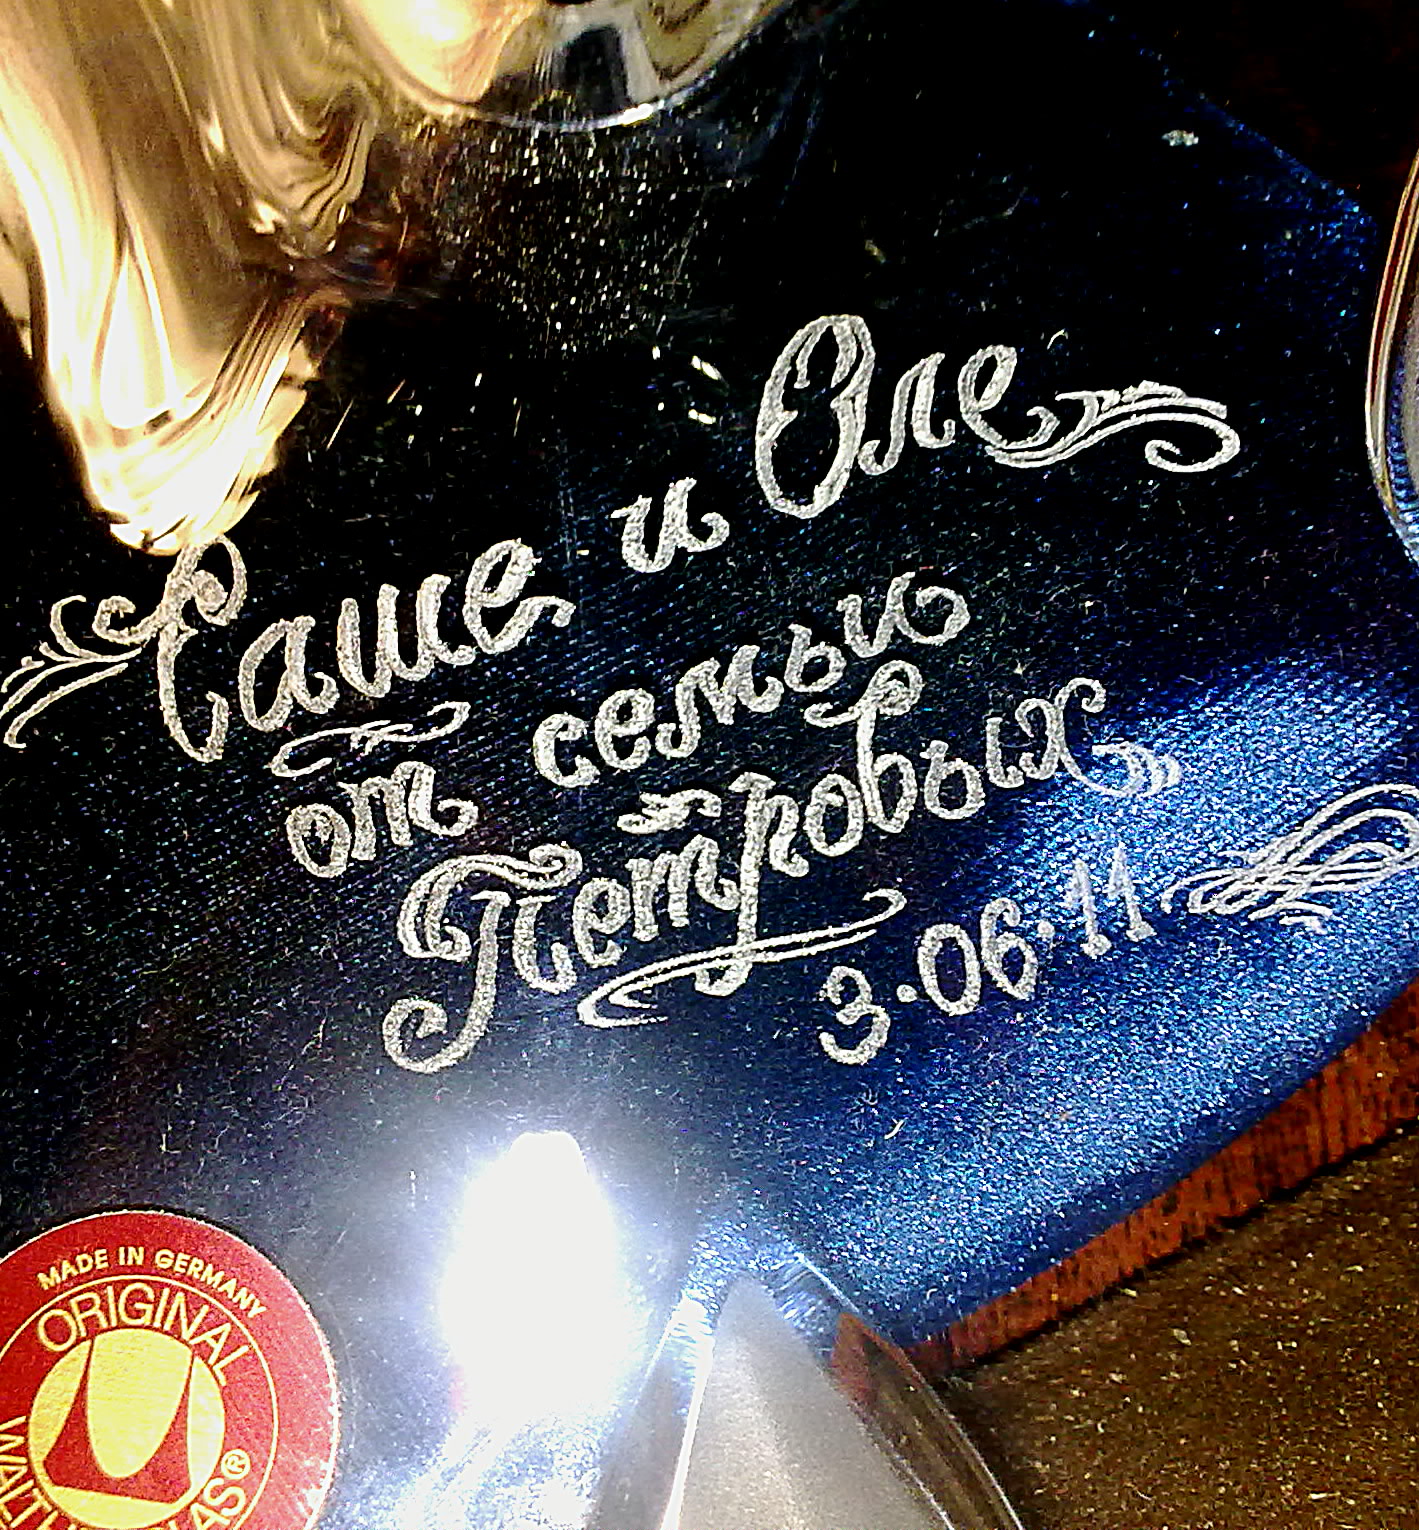 Саше и Оле
от семьи
Петровых
3.06.11
MADE IN GERMANY
ORIGINAL